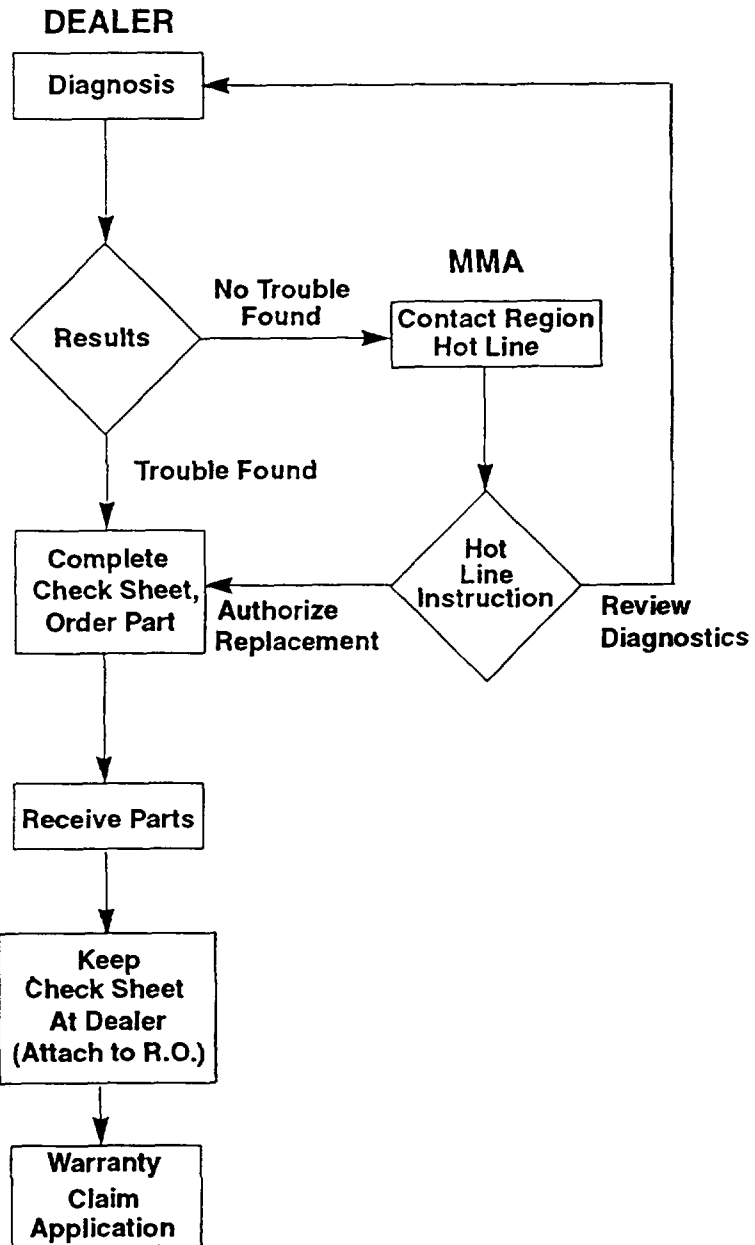 DEALER
Diagnosis
Results
No Trouble
Found
MMA
Contact Region
Hot Line
Trouble Found
Complete
Check Sheet,
Order Part
Authorize
Replacement
Hot
Line
Instruction
Review
Diagnostics
Receive Parts
Keep
Check Sheet
At Dealer
(Attach to R.O.)
Warranty
Claim
Application